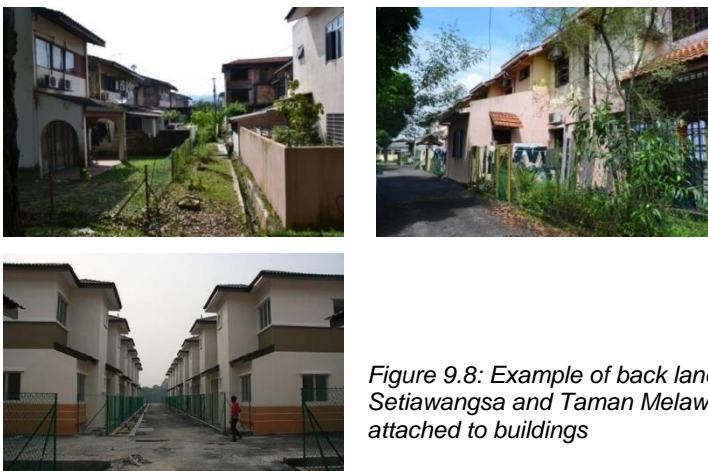 Figure 9.8: Example of back
Setiawangsa and Taman
attached to buildings